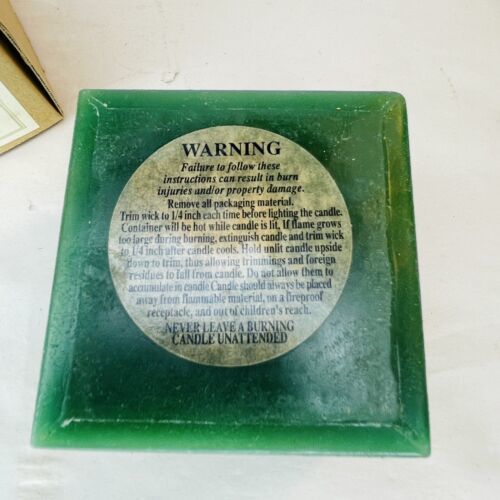 WARNING
Failure to follow these
instructions can result in burn
injuries and/or property damage.
Remove all packaging material.
Trim wick to 1/4 inch each time before lighting the candle.
Container will be hot while candle is lit. If flame grows
too large during burning, extinguish candle and trim wick
to 1/4 inch after candle cools. Hold unlit candle upside
down to trim, thus allowing trimmings and foreign
residues to fall from candle. Do not allow them to
accumulate in candle Candle should always be placed
away from flammable material, on a fireproof
receptacle, and out of children's reach.
NEVER LEAVE A BURNING
CANDLE UNATTENDED